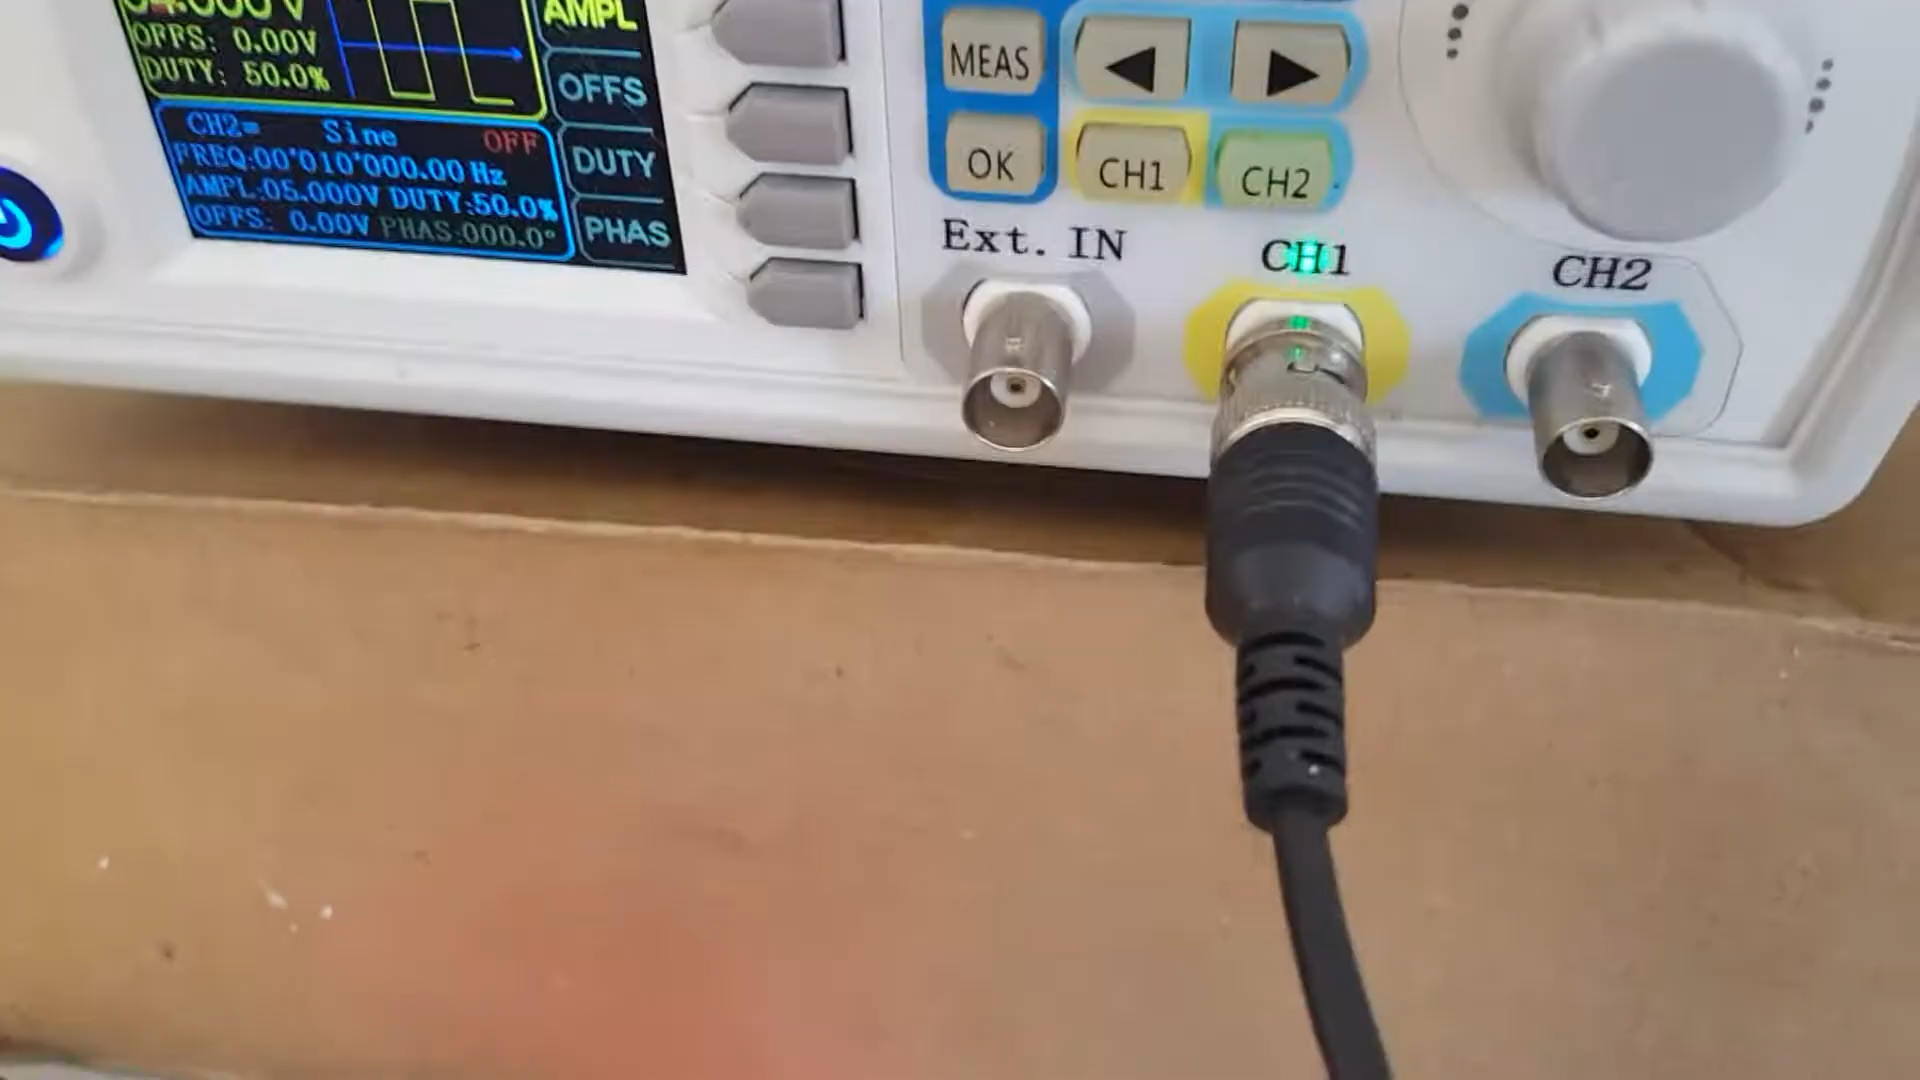 AMPL
OFFS: 0.00V
DUTY: 50.0%
OFFS
DUTY
PHAS
CH2= Sine OFF
FREQ:00'010'000.00 Hz
AMPL:05.000V DUTY:50.0%
OFFS: 0.00V PHAS:000.0°
MEAS
OK
CH1
CH2
Ext. IN
CH1
CH2